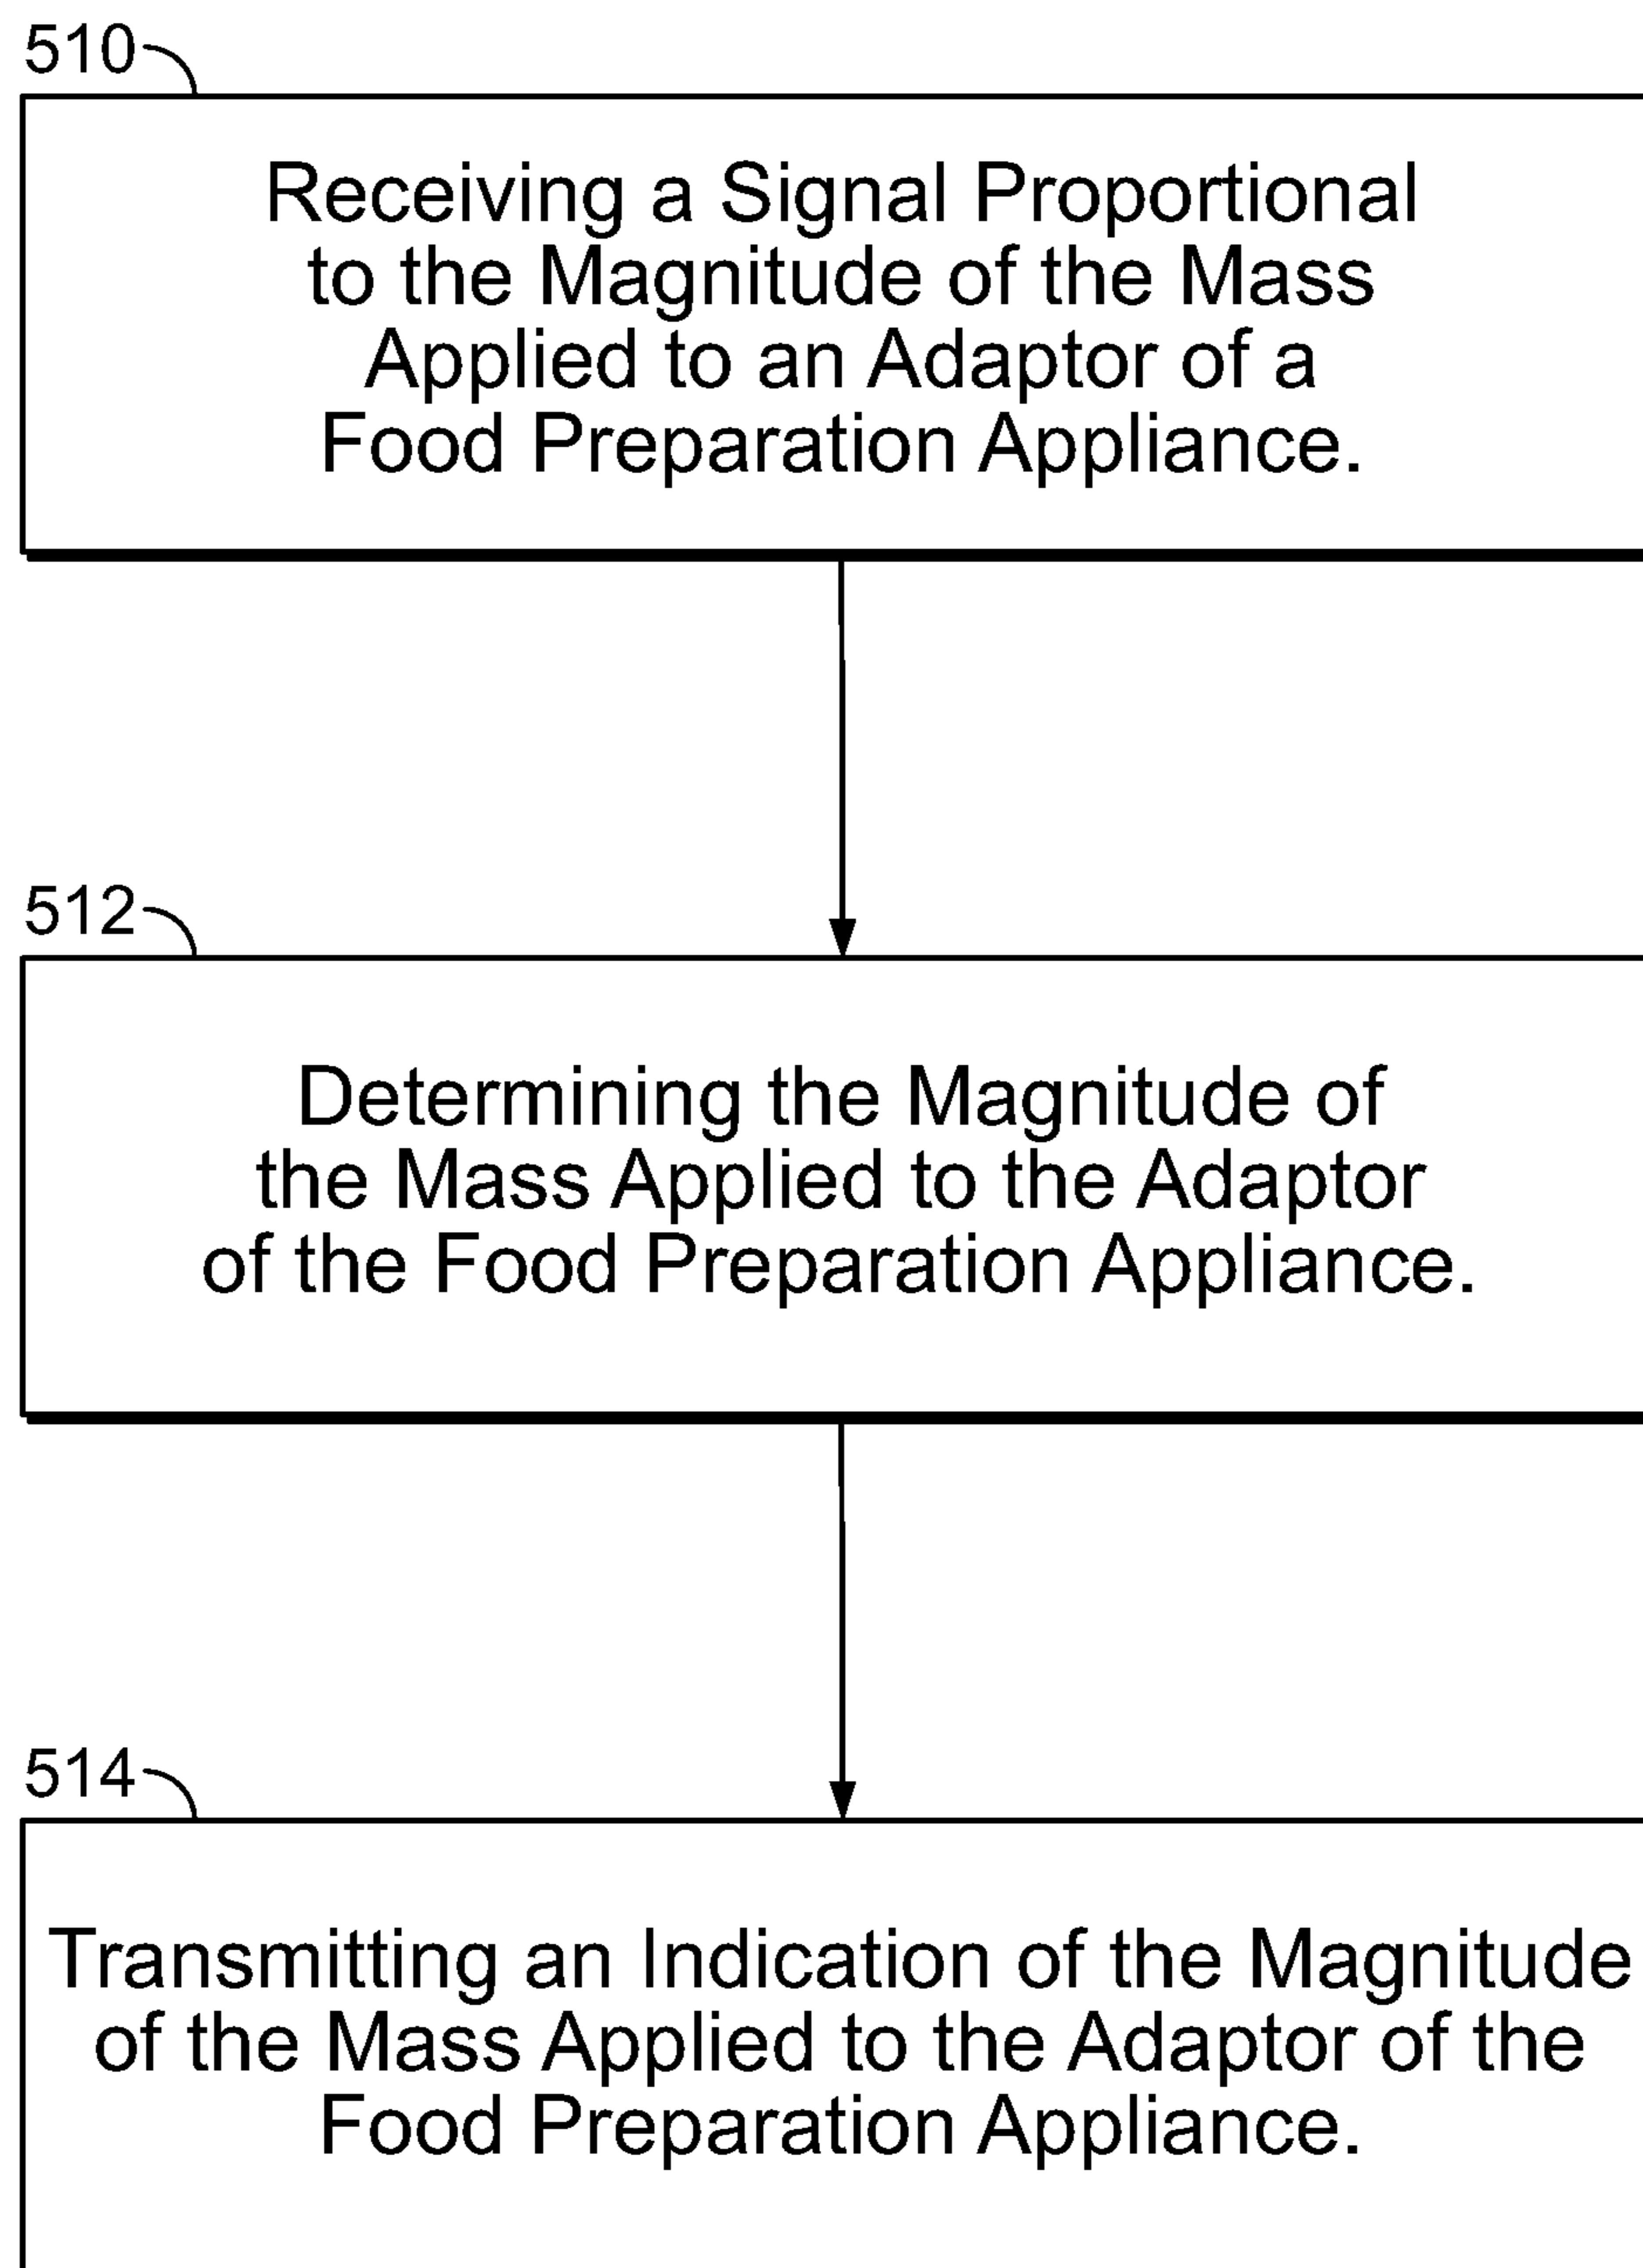 510
Receiving a Signal Proportional
to the Magnitude of the Mass
Applied to an Adaptor of a
Food Preparation Appliance.
512
Determining the Magnitude of
the Mass Applied to the Adaptor
of the Food Preparation Appliance.
514
Transmitting an Indication of the Magnitude
of the Mass Applied to the Adaptor of the
Food Preparation Appliance.